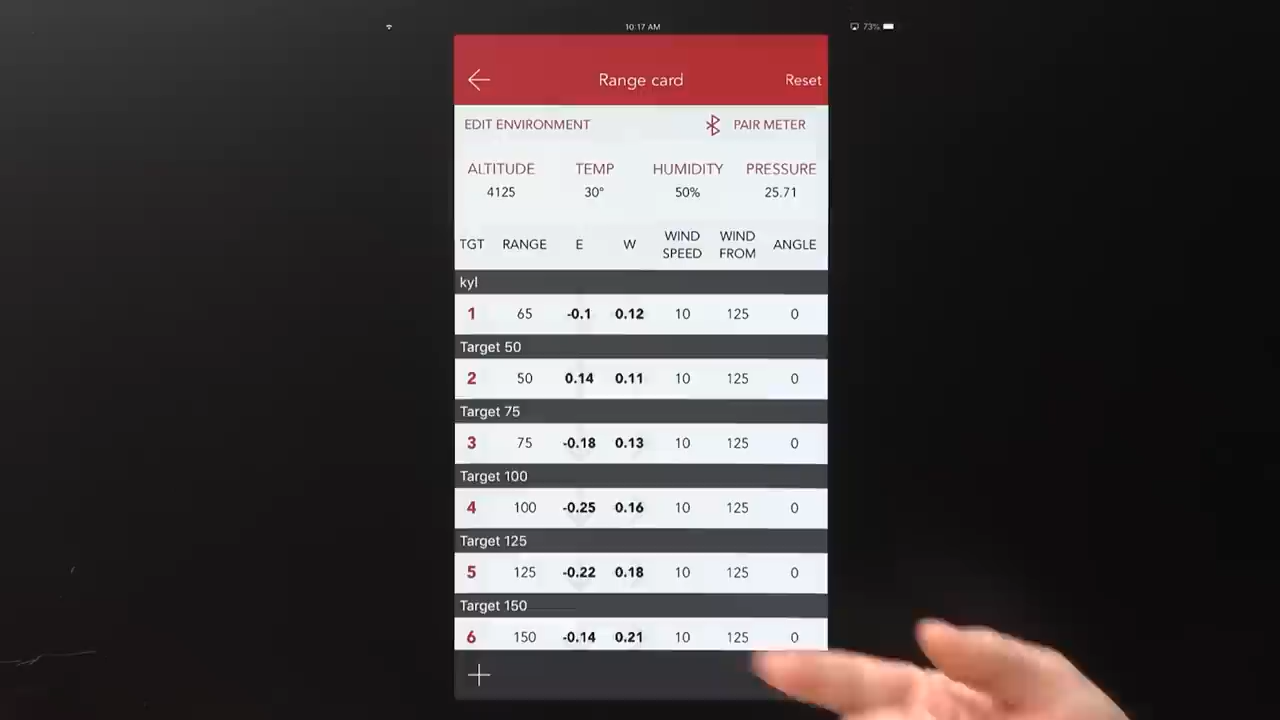 10:17 AM 73%
Range card Reset
EDIT ENVIRONMENT PAIR METER
ALTITUDE TEMP HUMIDITY PRESSURE
4125 30° 50% 25.71
TGT RANGE E W WIND SPEED WIND FROM ANGLE
kyl
1 65 -0.1 0.12 10 125 0
Target 50
2 50 0.14 0.11 10 125 0
Target 75
3 75 -0.18 0.13 10 125 0
Target 100
4 100 -0.25 0.16 10 125 0
Target 125
5 125 -0.22 0.18 10 125 0
Target 150
6 150 -0.14 0.21 10 125 0